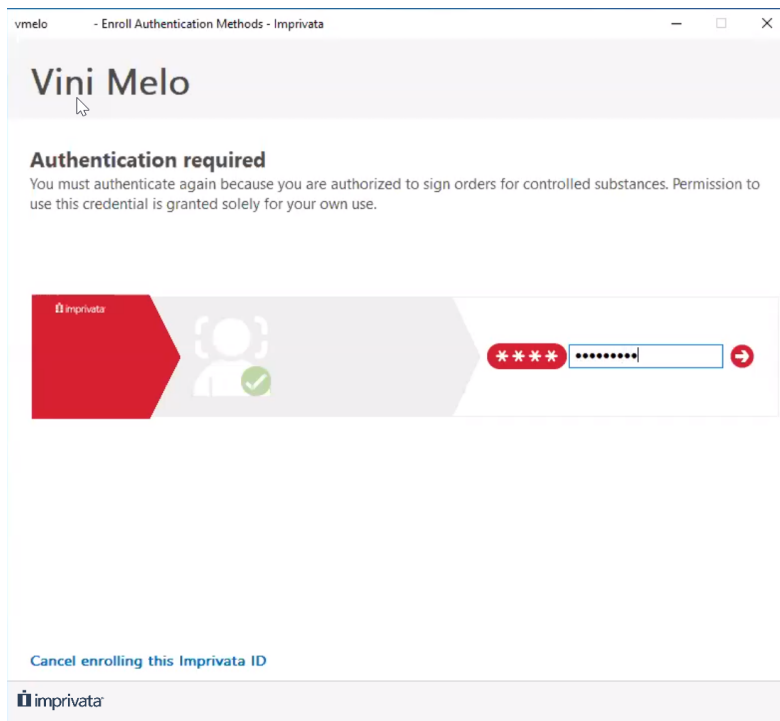 vmelo - Enroll Authentication Methods - Imprivata
Vini Melo
Authentication required
You must authenticate again because you are authorized to sign orders for controlled substances. Permission to
use this credential is granted solely for your own use.
imprivata
****
•••••••••
Cancel enrolling this Imprivata ID
imprivata